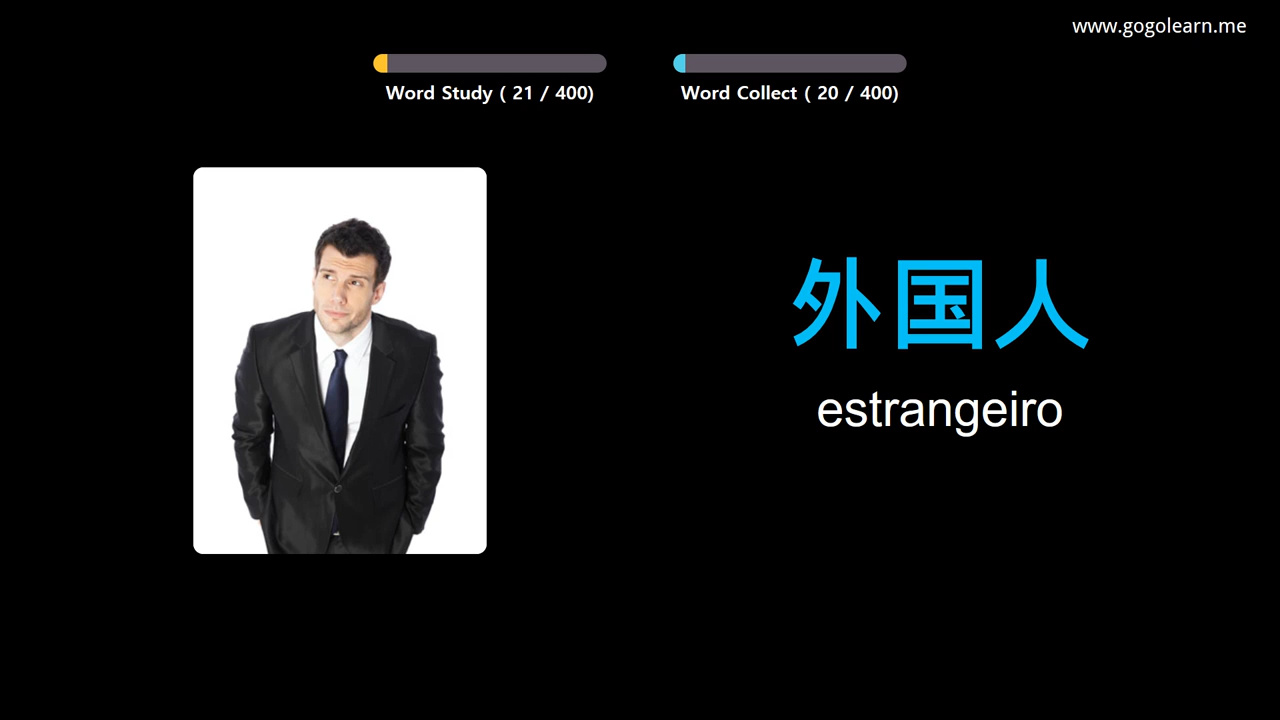 www.gogolearn.me
Word Study ( 21 / 400)
Word Collect ( 20 / 400)
外国人
estrangeiro